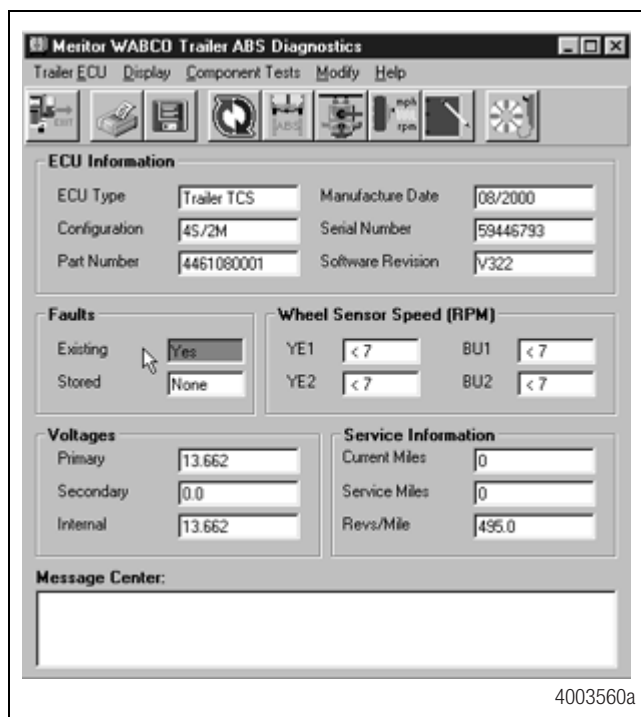 Meritor WABCO Trailer ABS Diagnostics
Trailer ECU Display Component Tests Modify Help
EXIT ABS mph rpm
ECU Information
ECU Type Trailer TCS Manufacture Date 08/2000
Configuration 4S/2M Serial Number 59446793
Part Number 4461080001 Software Revision V322
Faults Wheel Sensor Speed (RPM)
Existing Yes YE1 < 7 BU1 < 7
Stored None YE2 < 7 BU2 < 7
Voltages Service Information
Primary 13.662 Current Miles 0
Secondary 0.0 Service Miles 0
Internal 13.662 Revs/Mile 495.0
Message Center:
4003560a